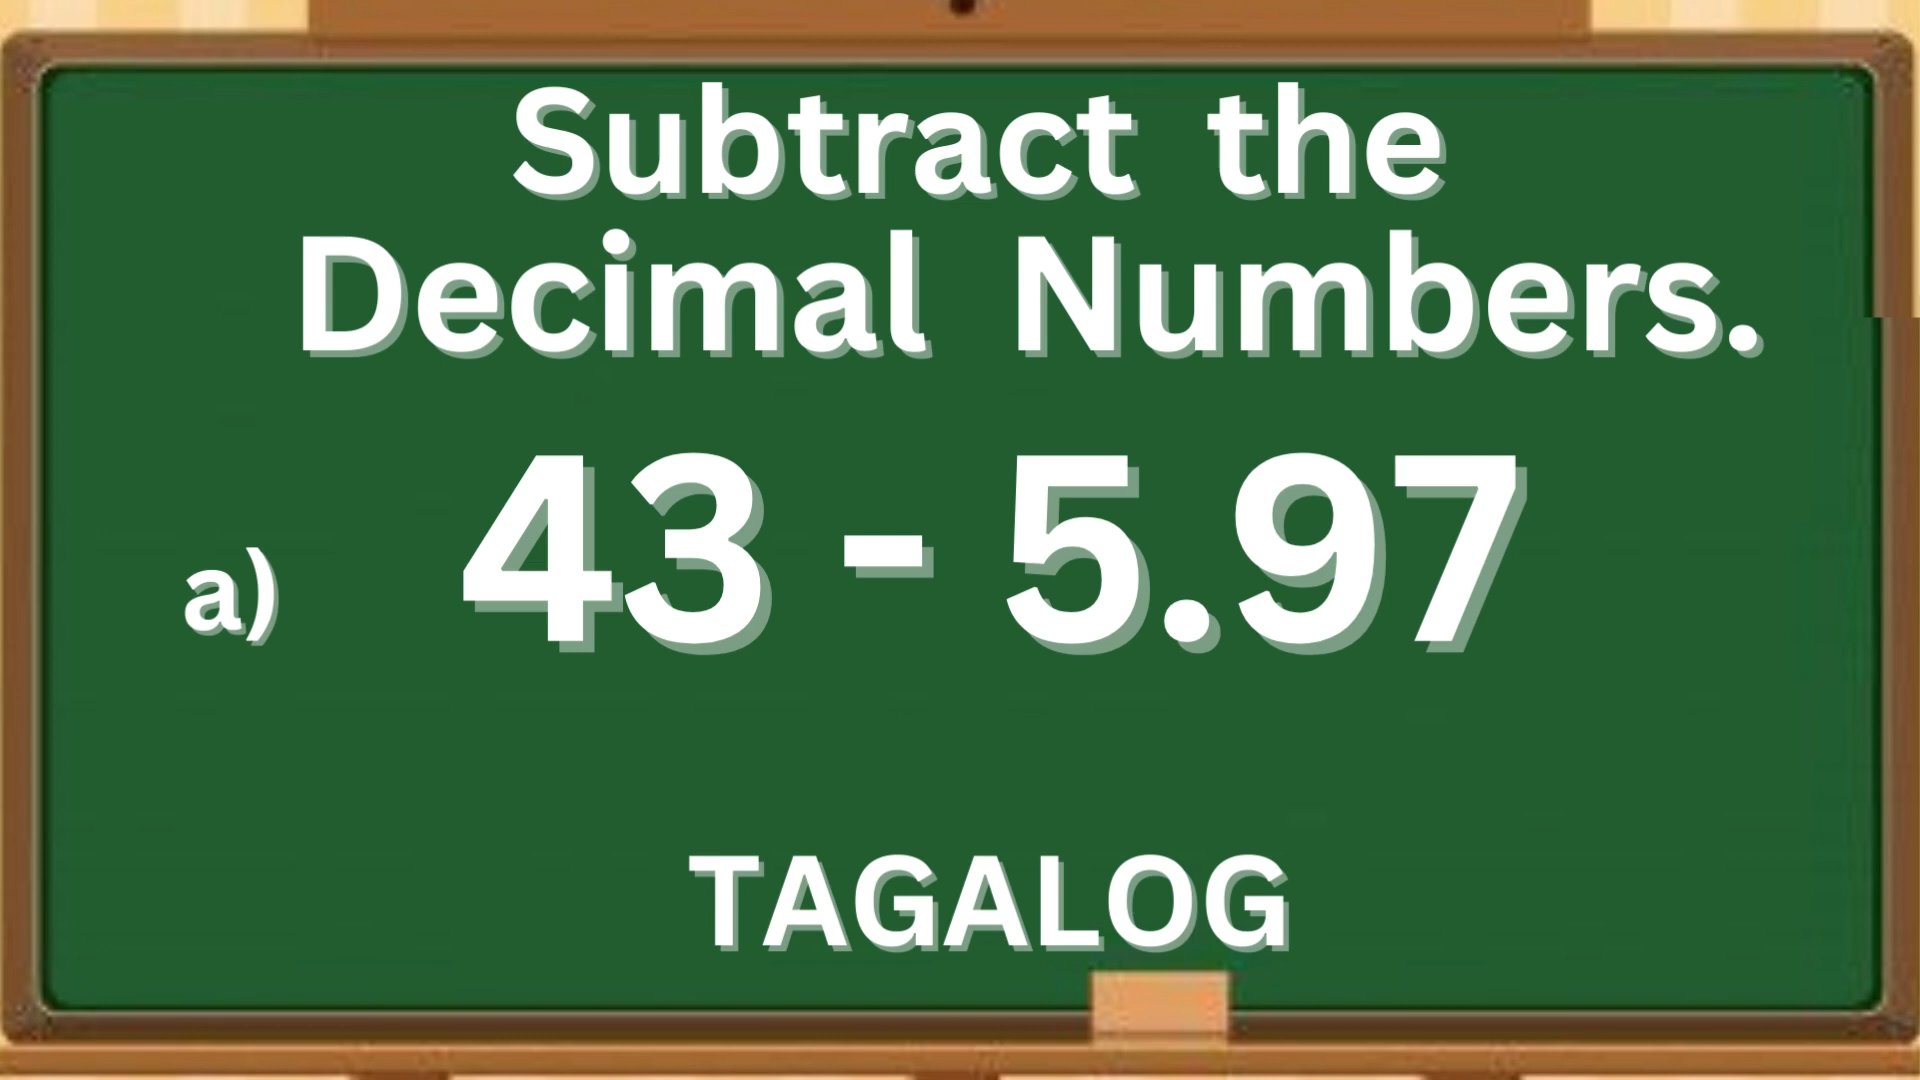 Subtract the
Decimal Numbers.
a) 43 - 5.97
TAGALOG